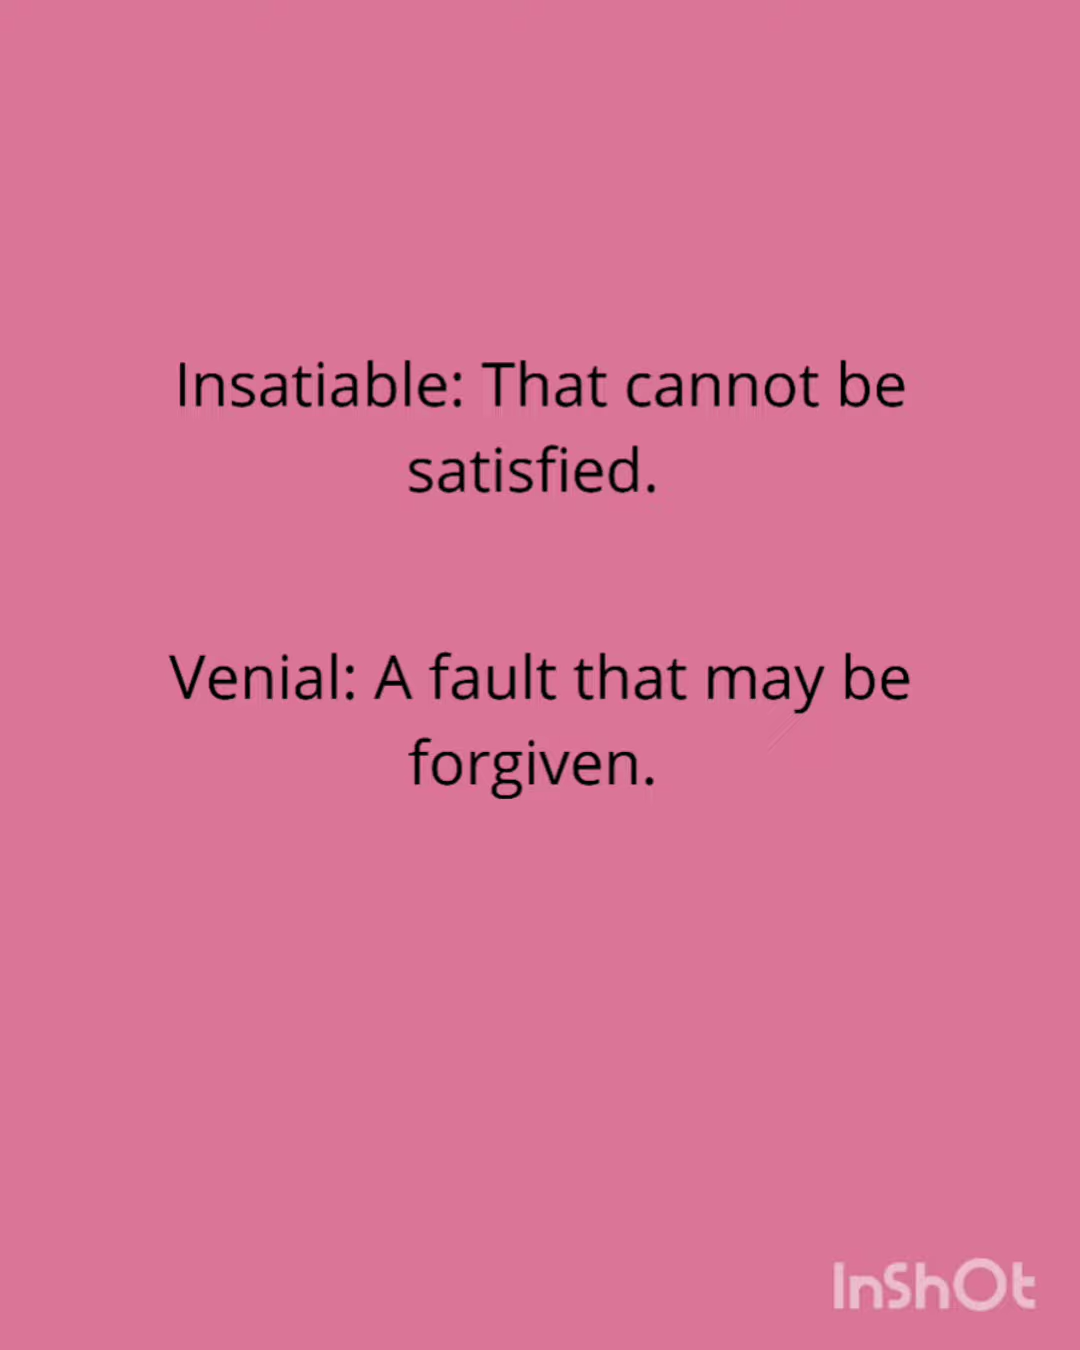 Insatiable: That cannot be
satisfied.
Venial: A fault that may be
forgiven.
InShOt